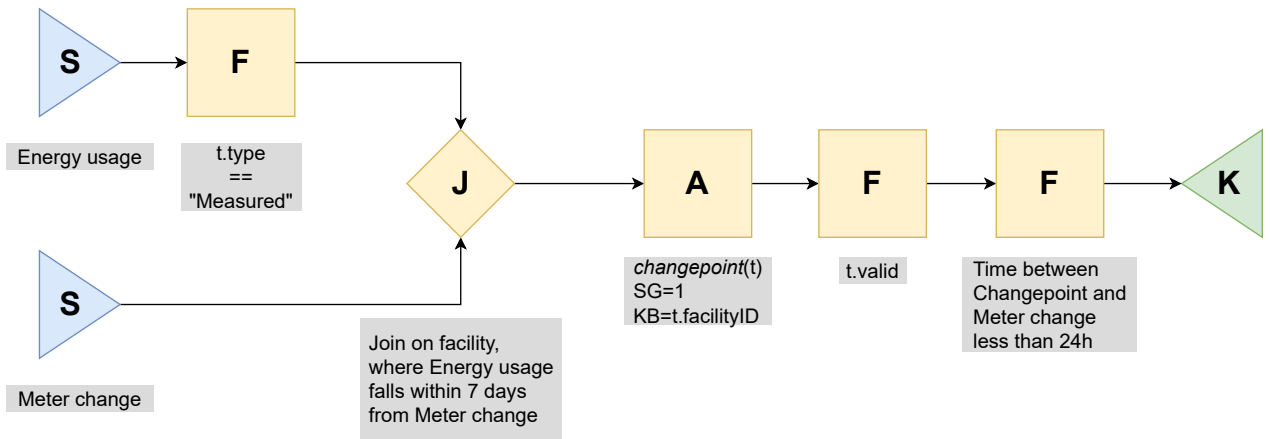 S
F
Energy usage
t.type
==
"Measured"
J
A
F
F
K
changepoint(t)
SG=1
KB=t.facilityID
t.valid
Time between
Changepoint and
Meter change
less than 24h
S
Meter change
Join on facility,
where Energy usage
falls within 7 days
from Meter change